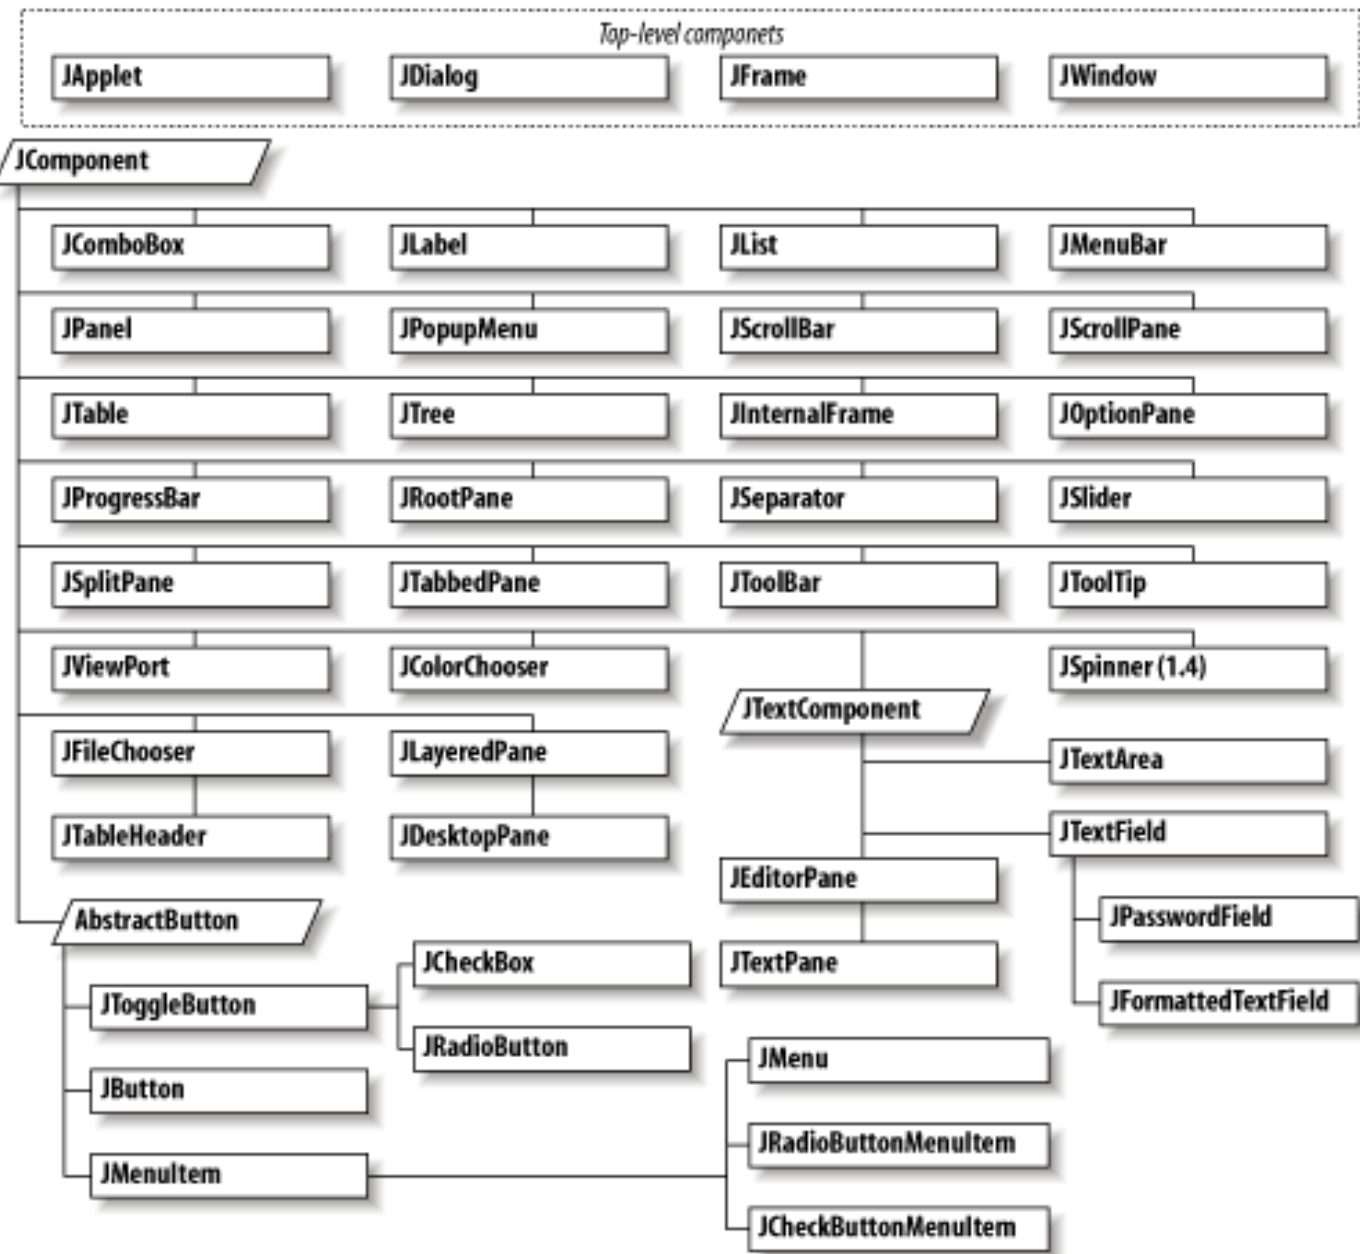 Top-level componets
JApplet
JDialog
JFrame
JWindow
JComponent
JComboBox
JLabel
JList
JMenuBar
JPanel
JPopupMenu
JScrollBar
JScrollPane
JTable
JTree
JInternalFrame
JOptionPane
JProgressBar
JRootPane
JSeparator
JSlider
JSplitPane
JTabbedPane
JToolBar
JToolTip
JViewPort
JColorChooser
JSpinner (1.4)
JTextComponent
JFileChooser
JLayeredPane
JTextArea
JTableHeader
JDesktopPane
JTextField
JEditorPane
JPasswordField
AbstractButton
JCheckBox
JTextPane
JToggleButton
JFormattedTextField
JRadioButton
JMenu
JButton
JRadioButtonMenuItem
JMenuItem
JCheckButtonMenuItem